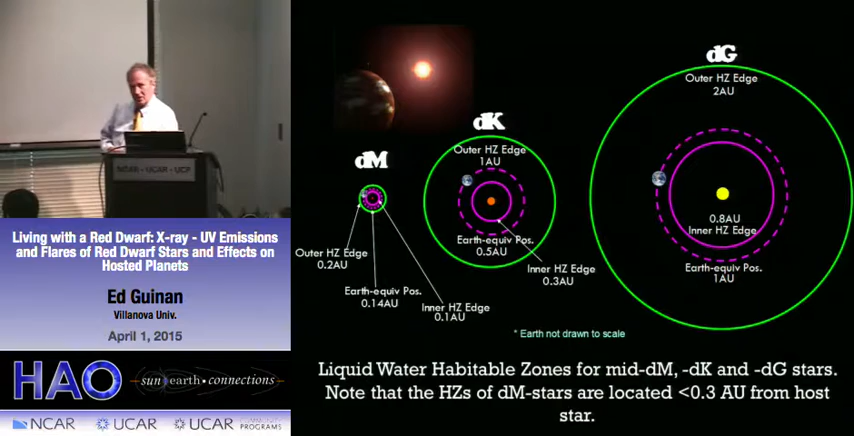 NCAR - UCAR - UCP
Living with a Red Dwarf: X-ray - UV Emissions
and Flares of Red Dwarf Stars and Effects on
Hosted Planets
Ed Guinan
Villanova Univ.
April 1, 2015
HAO
sun earth • connections
NCAR
UCAR
UCAR
PROGRAMS
dM
Outer HZ Edge
0.2AU
Earth-equiv Pos.
0.14AU
Inner HZ Edge
0.1AU
dK
Outer HZ Edge
1AU
Earth-equiv Pos.
0.5AU
Inner HZ Edge
0.3AU
dG
Outer HZ Edge
2AU
0.8AU
Inner HZ Edge
Earth-equiv Pos.
1AU
* Earth not drawn to scale
Liquid Water Habitable Zones for mid-dM, -dK and -dG stars.
Note that the HZs of dM-stars are located <0.3 AU from host
star.